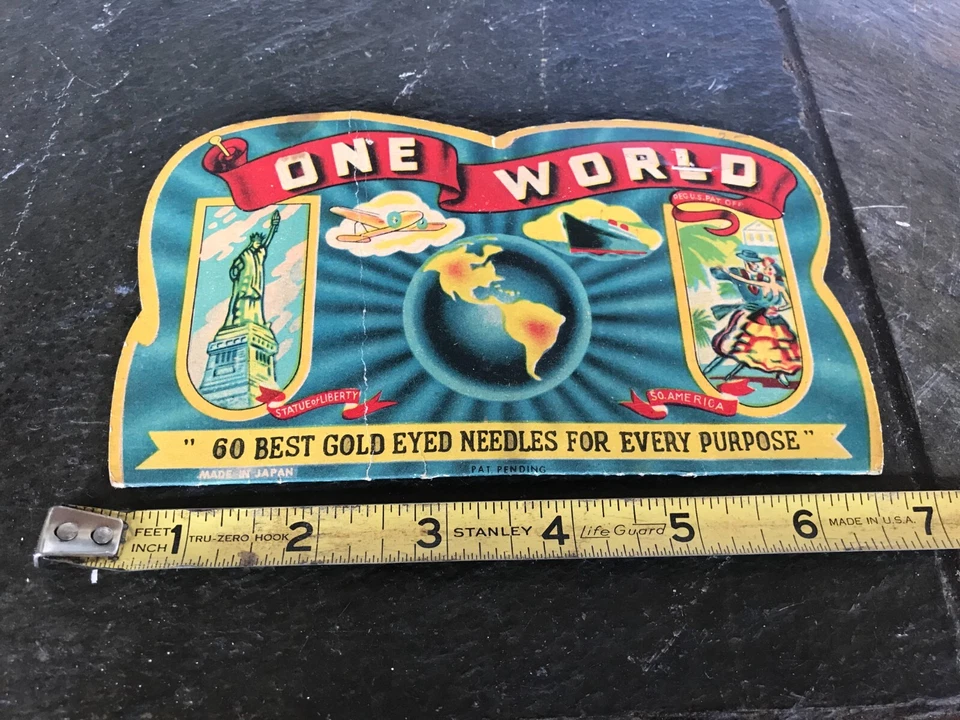 ONE WORLD
REG. U.S. PAT. OFF.
STATUE of LIBERTY
SO. AMERICA
" 60 BEST GOLD EYED NEEDLES FOR EVERY PURPOSE "
MADE IN JAPAN
PAT PENDING
FEET
INCH
1 TRU-ZERO HOOK 2 3 STANLEY 4 Life Guard 5 6 MADE IN U.S.A. 7